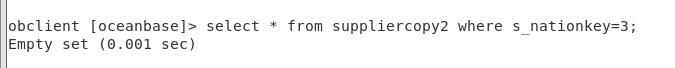 obclient [oceanbase]> select * from suppliercopy2 where s_nationkey=3;
Empty set (0.001 sec)